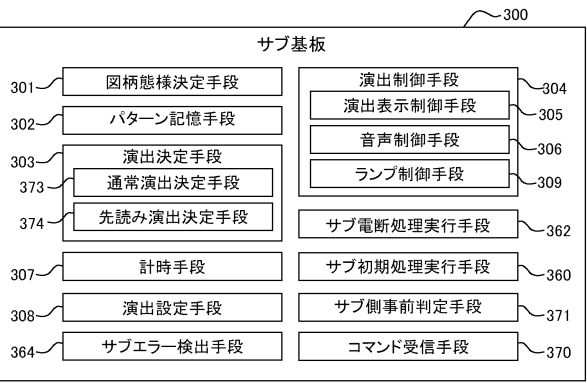 300
サブ基板
301
図柄態様決定手段
302
パターン記憶手段
303
演出決定手段
373
通常演出決定手段
374
先読み演出決定手段
307
計時手段
308
演出設定手段
364
サブエラー検出手段
演出制御手段
304
演出表示制御手段
305
音声制御手段
306
ランプ制御手段
309
サブ電断処理実行手段
362
サブ初期処理実行手段
360
サブ側事前判定手段
371
コマンド受信手段
370